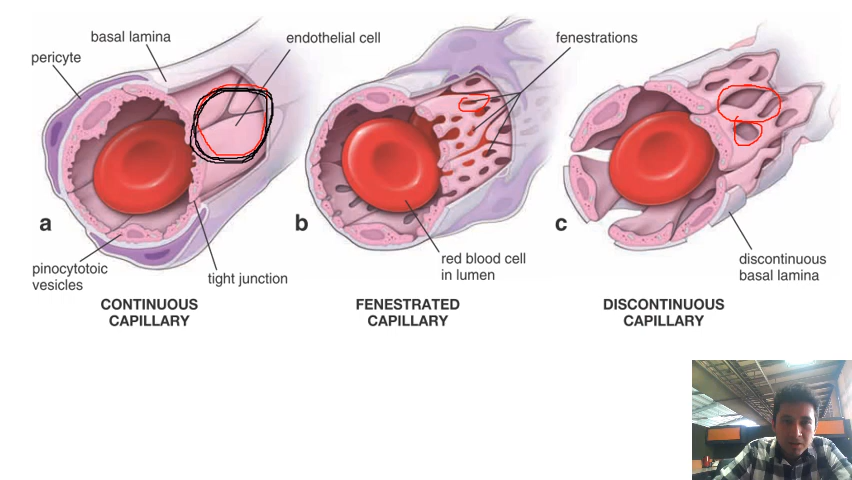 basal lamina
endothelial cell
fenestrations
pericyte
a
b
c
pinocytotoic
vesicles
tight junction
red blood cell
in lumen
discontinuous
basal lamina
CONTINUOUS
CAPILLARY
FENESTRATED
CAPILLARY
DISCONTINUOUS
CAPILLARY